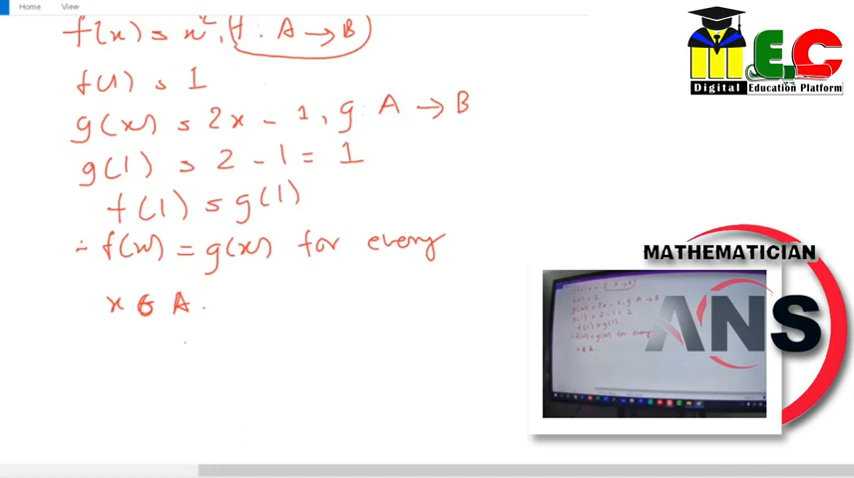 Home View
f(x) = x², (f : A → B)
f(1) = 1
g(x) = 2x - 1, g : A → B
g(1) = 2 - 1 = 1
f(1) = g(1)
∴ f(x) = g(x) for every
x ∈ A.
MEC
Digital Education Platform
MATHEMATICIAN
ANS